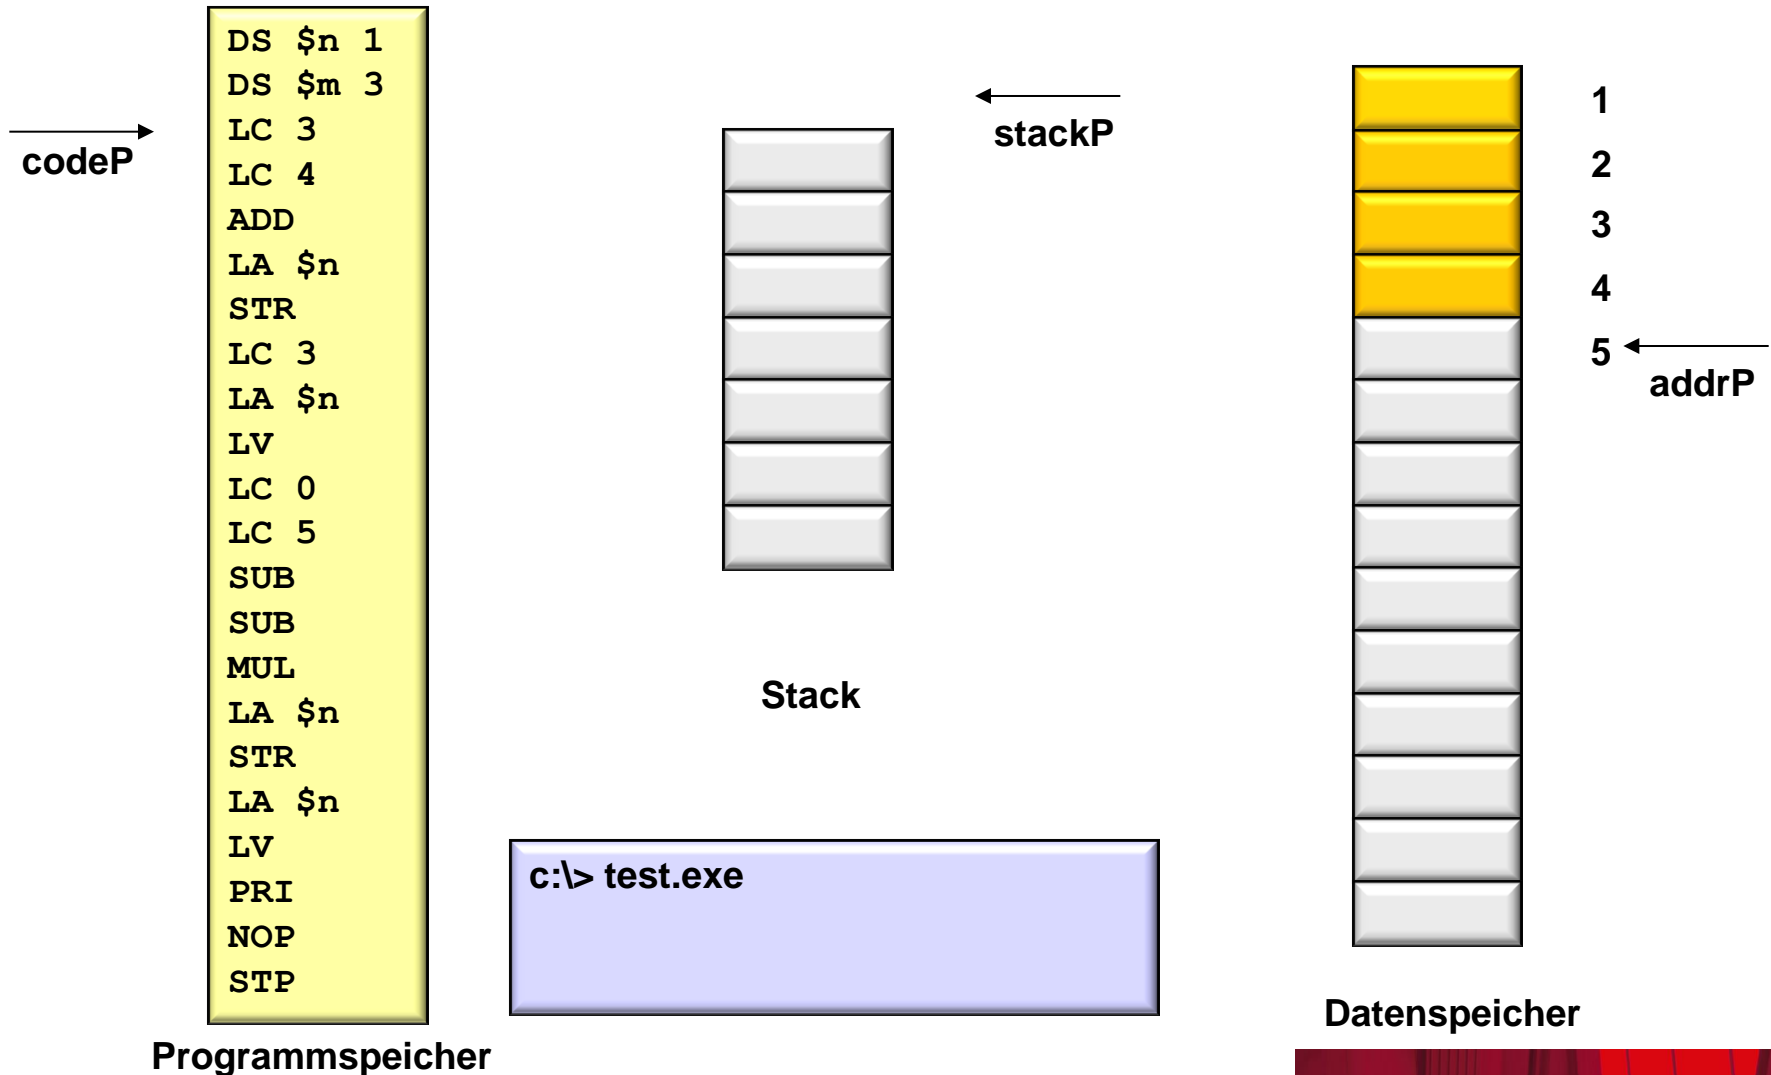 DS $n 1
DS $m 3
LC 3
LC 4
ADD
LA $n
STR
LC 3
LA $n
LV
LC 0
LC 5
SUB
SUB
MUL
LA $n
STR
LA $n
LV
PRI
NOP
STP
Programmspeicher
codeP
stackP
Stack
c:\> test.exe
1
2
3
4
5
addrP
Datenspeicher